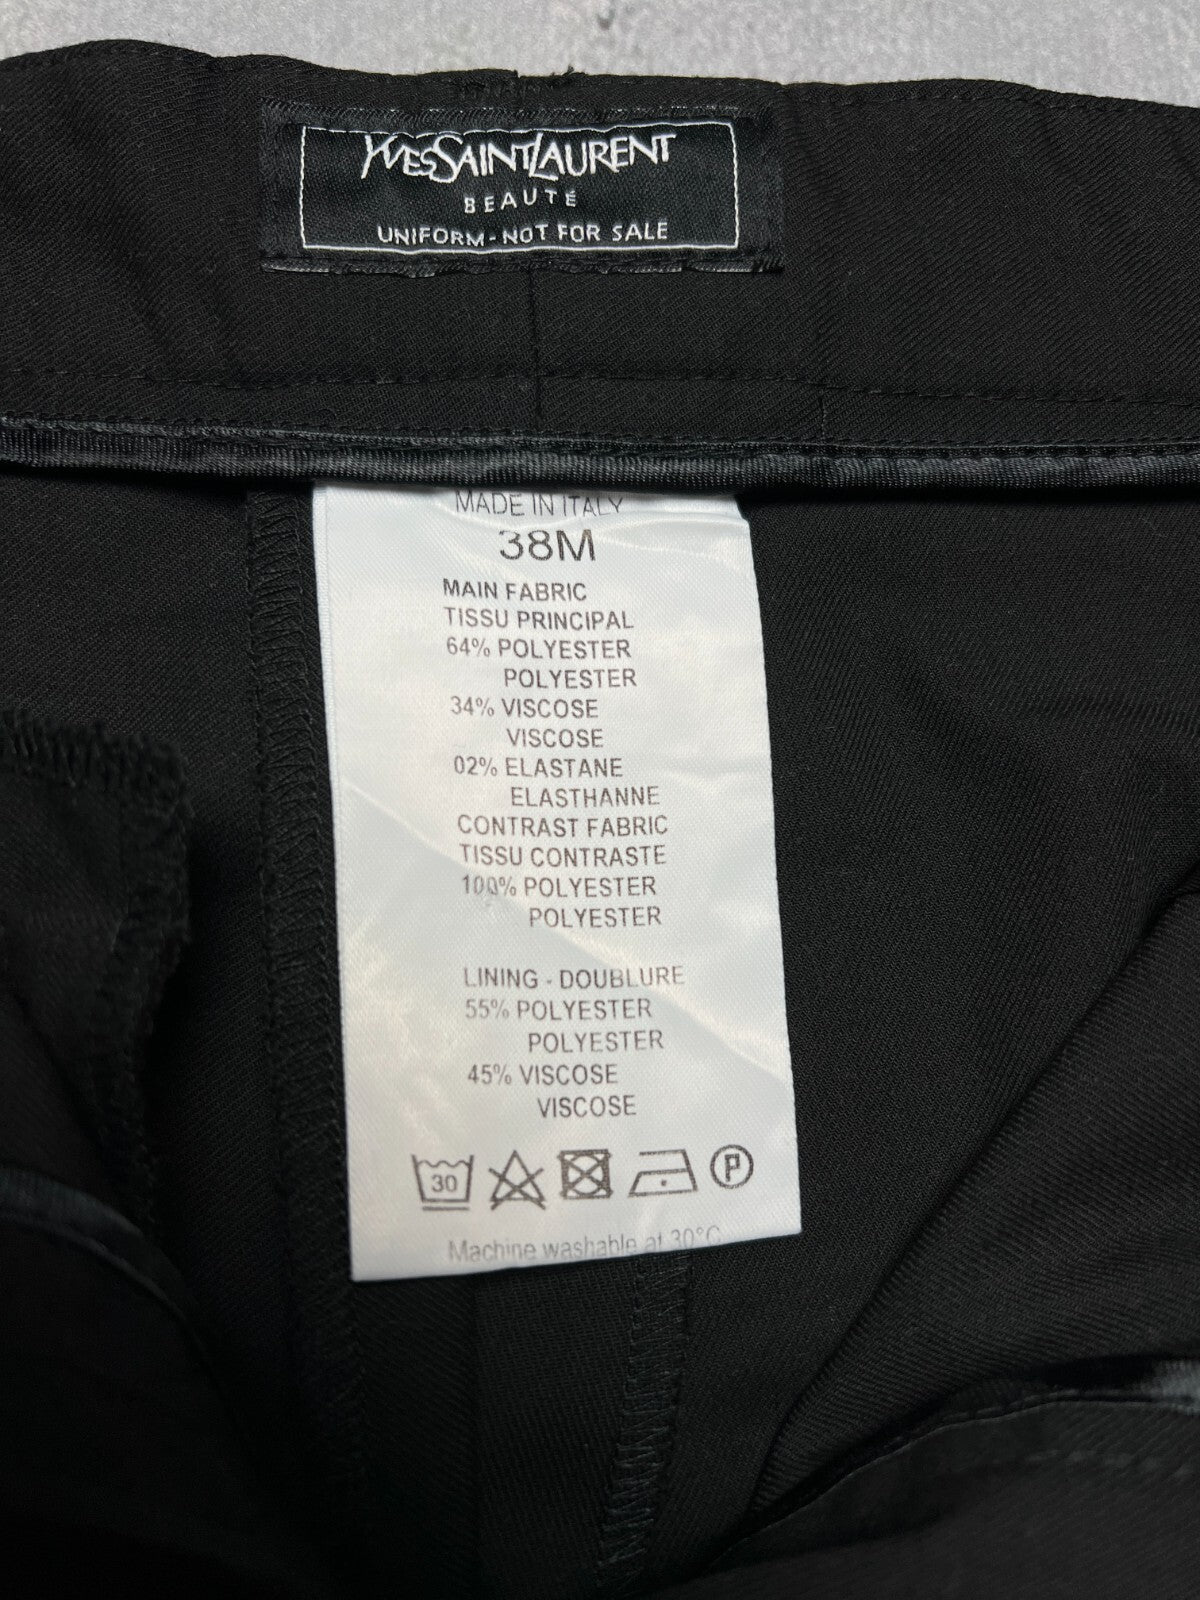 YVESSAINTLAURENT
BEAUTÉ
UNIFORM-NOT FOR SALE
MADE IN ITALY
38M
MAIN FABRIC
TISSU PRINCIPAL
64% POLYESTER
POLYESTER
34% VISCOSE
VISCOSE
02% ELASTANE
ELASTHANNE
CONTRAST FABRIC
TISSU CONTRASTE
100% POLYESTER
POLYESTER
LINING - DOUBLURE
55% POLYESTER
POLYESTER
45% VISCOSE
VISCOSE
30 P
Machine washable at 30°C